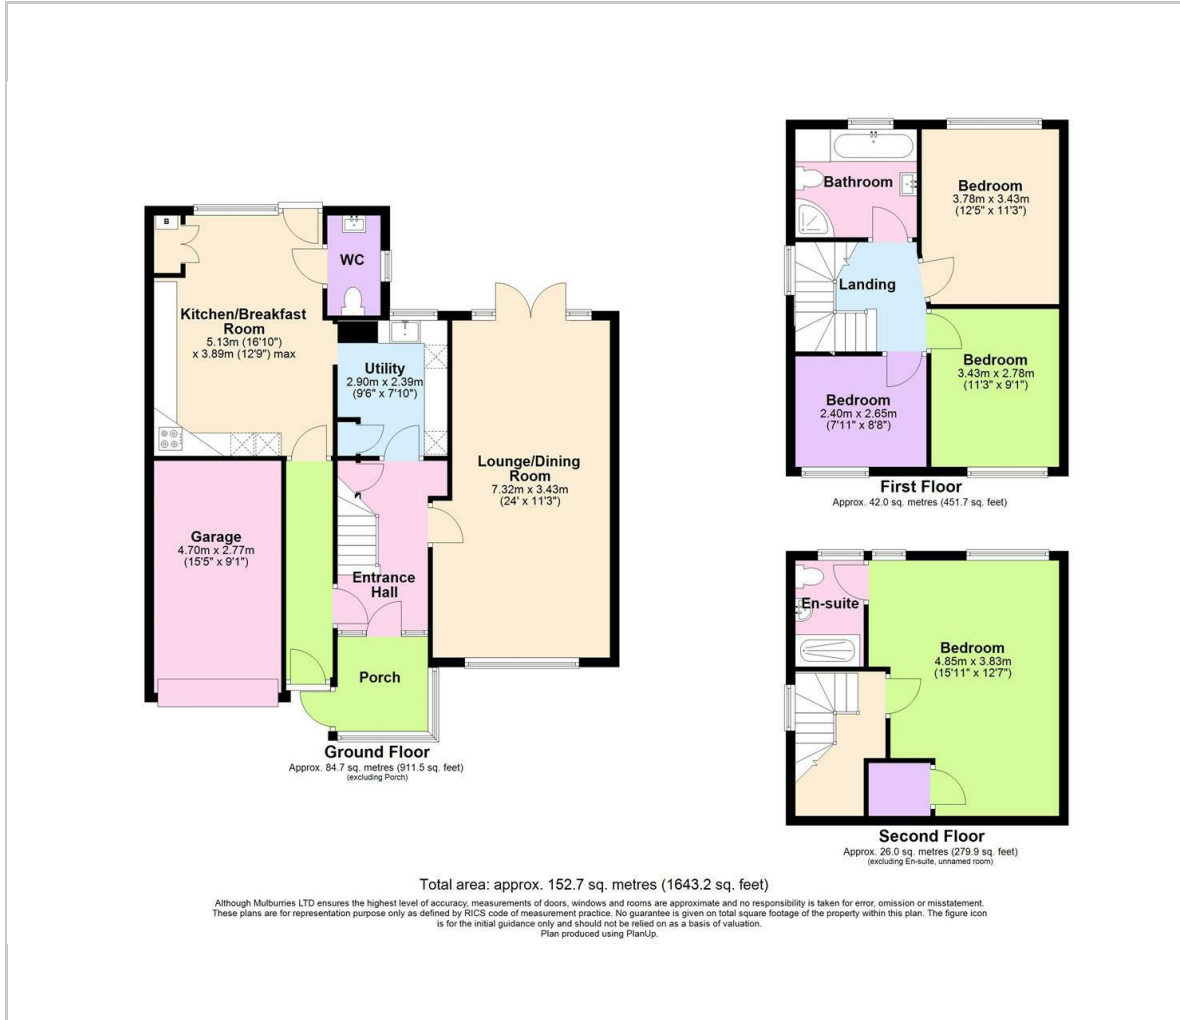 B
WC
Kitchen/Breakfast
Room
5.13m (16'10")
x 3.89m (12'9") max
Utility
2.90m x 2.39m
(9'6" x 7'10")
Lounge/Dining
Room
7.32m x 3.43m
(24' x 11'3")
Garage
4.70m x 2.77m
(15'5" x 9'1")
Entrance
Hall
Porch
Ground Floor
Approx. 84.7 sq. metres (911.5 sq. feet)
(excluding Porch)
Bathroom
Bedroom
3.78m x 3.43m
(12'5" x 11'3")
Landing
Bedroom
3.43m x 2.78m
(11'3" x 9'1")
Bedroom
2.40m x 2.65m
(7'11" x 8'8")
First Floor
Approx. 42.0 sq. metres (451.7 sq. feet)
En-suite
Bedroom
4.85m x 3.83m
(15'11" x 12'7")
Second Floor
Approx. 26.0 sq. metres (279.9 sq. feet)
(excluding En-suite, unnamed room)
Total area: approx. 152.7 sq. metres (1643.2 sq. feet)
Although Mulburries LTD ensures the highest level of accuracy, measurements of doors, windows and rooms are approximate and no responsibility is taken for error, omission or misstatement.
These plans are for representation purpose only as defined by RICS code of measurement practice. No guarantee is given on total square footage of the property within this plan. The figure icon
is for the initial guidance only and should not be relied on as a basis of valuation.
Plan produced using PlanUp.